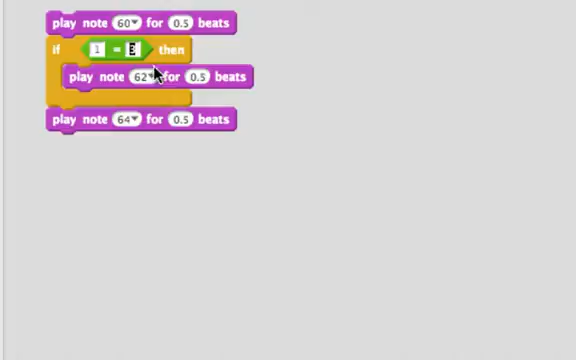 play note 60 for 0.5 beats
if 1 = 3 then
play note 62 for 0.5 beats
play note 64 for 0.5 beats